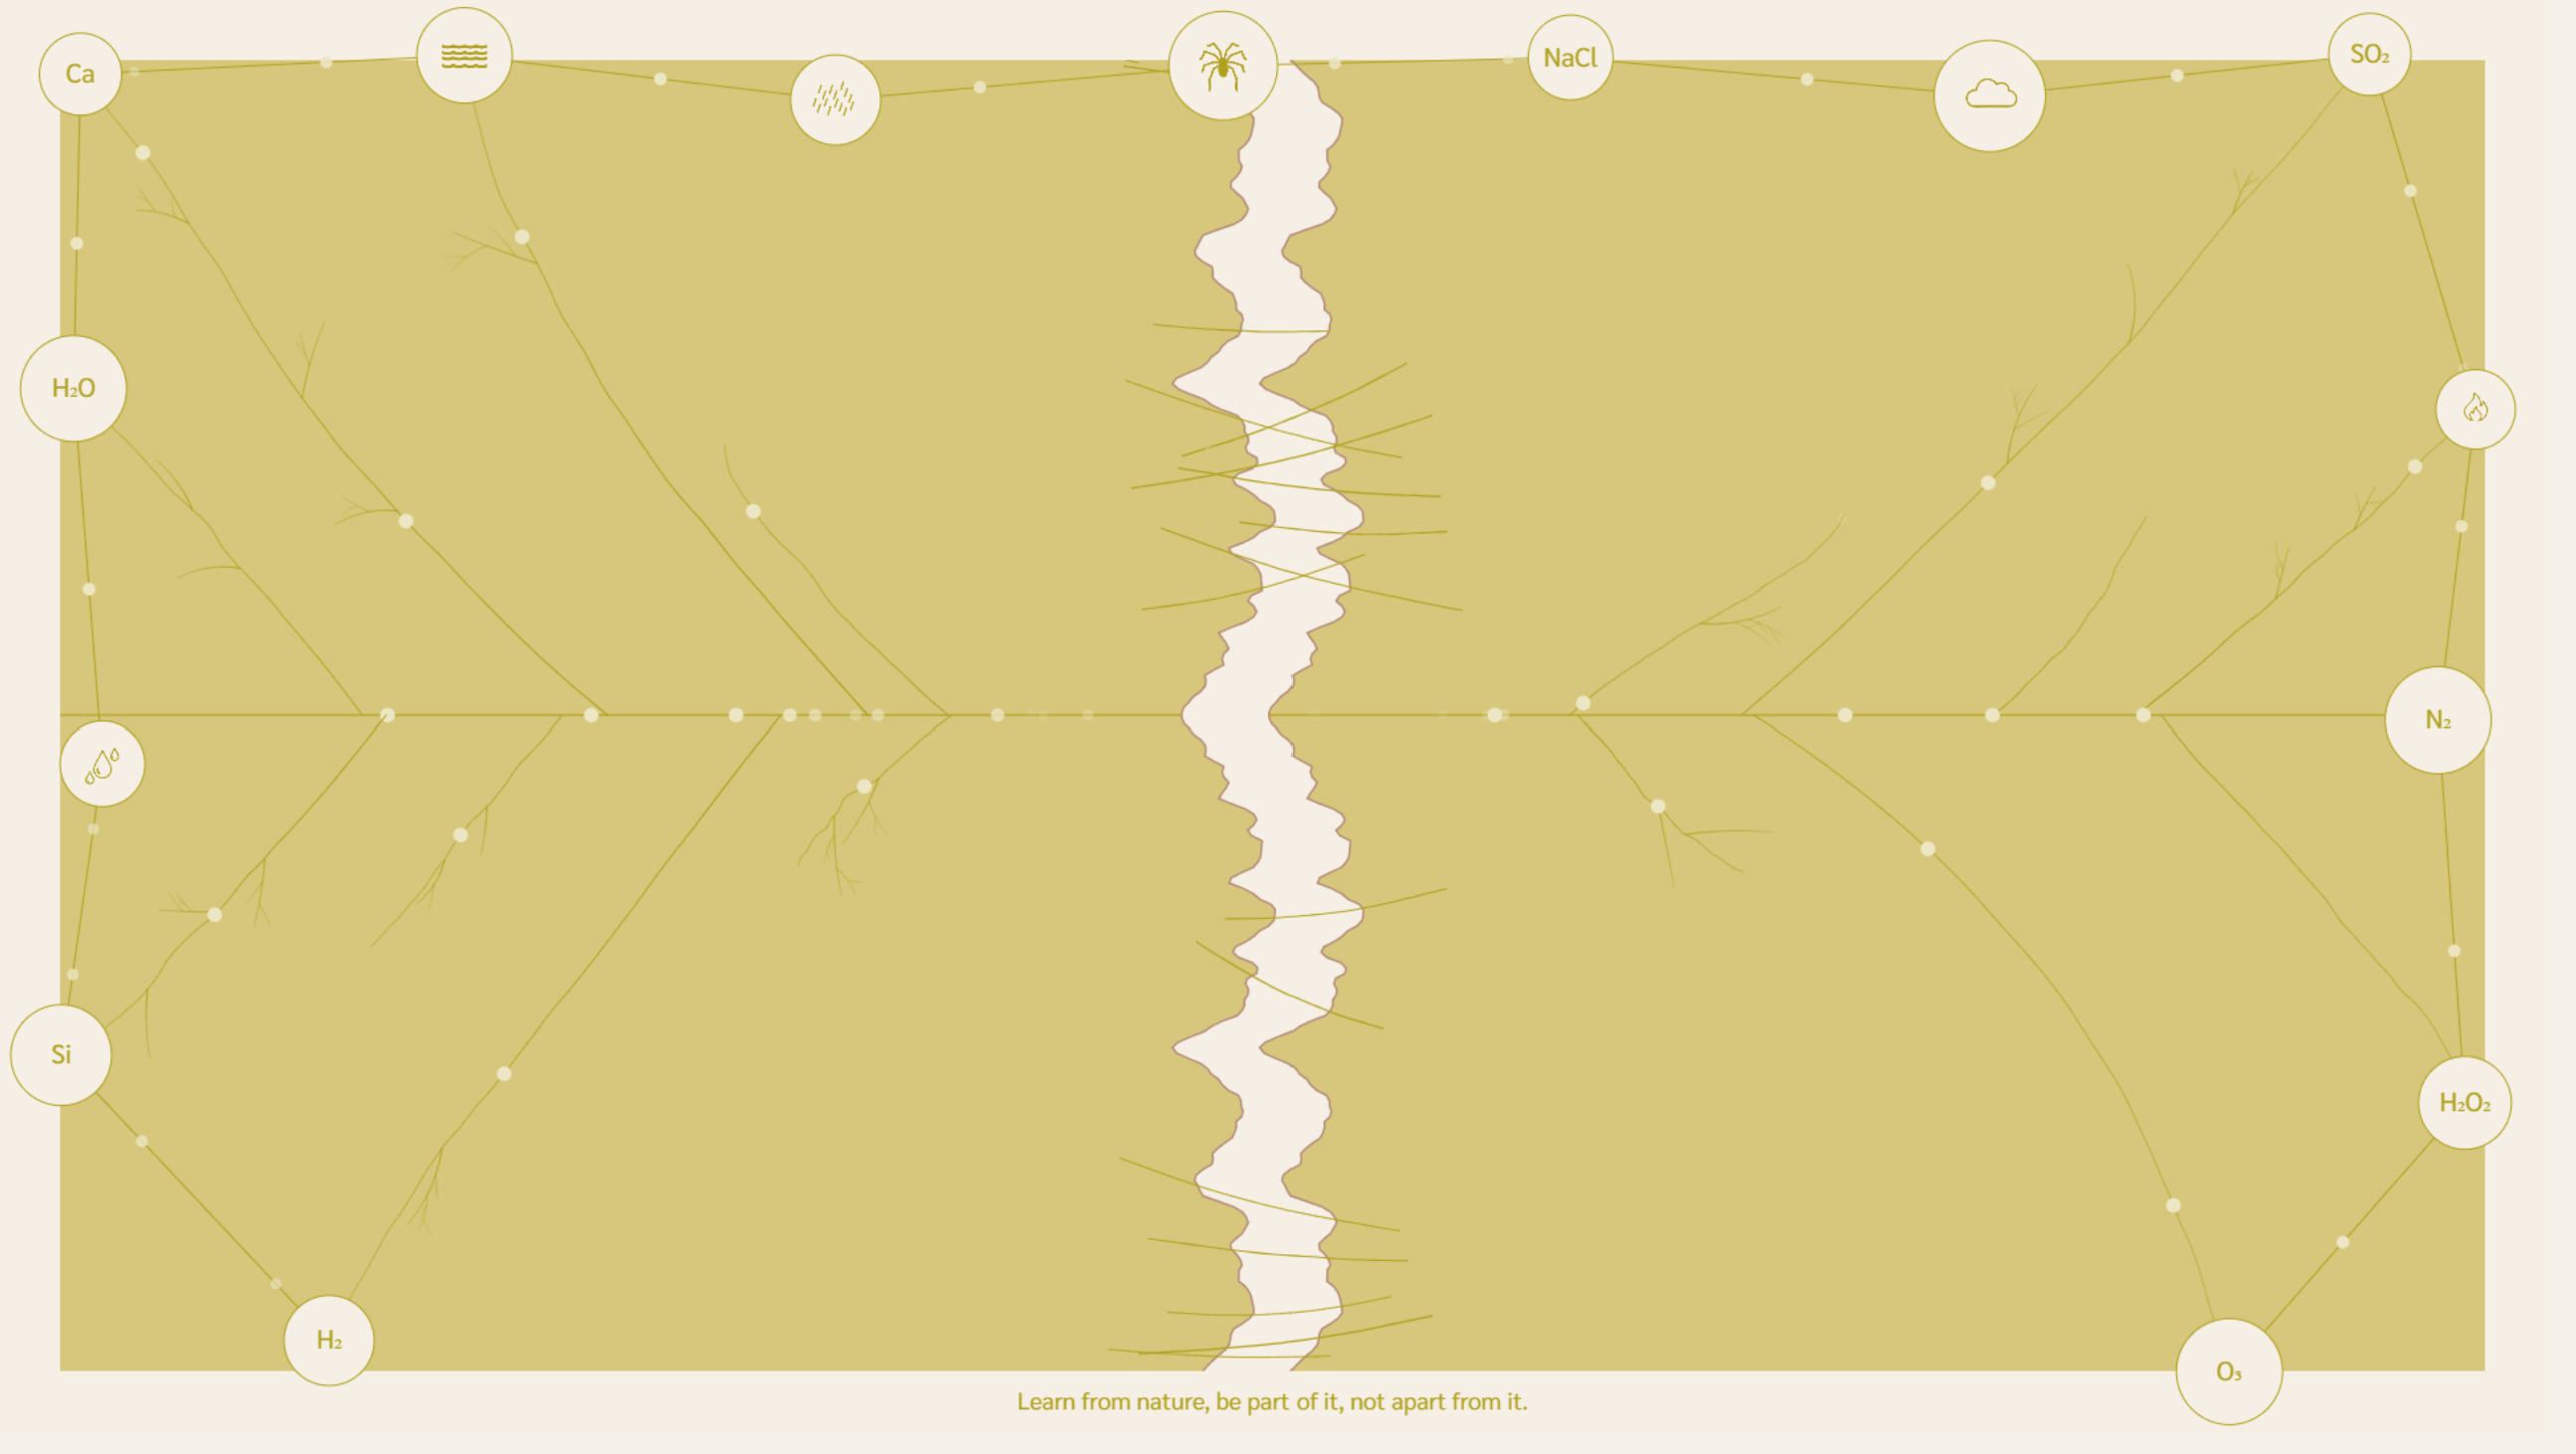 Ca
NaCl
SO₂
H₂O
N₂
Si
H₂O₂
H₂
O₃
Learn from nature, be part of it, not apart from it.